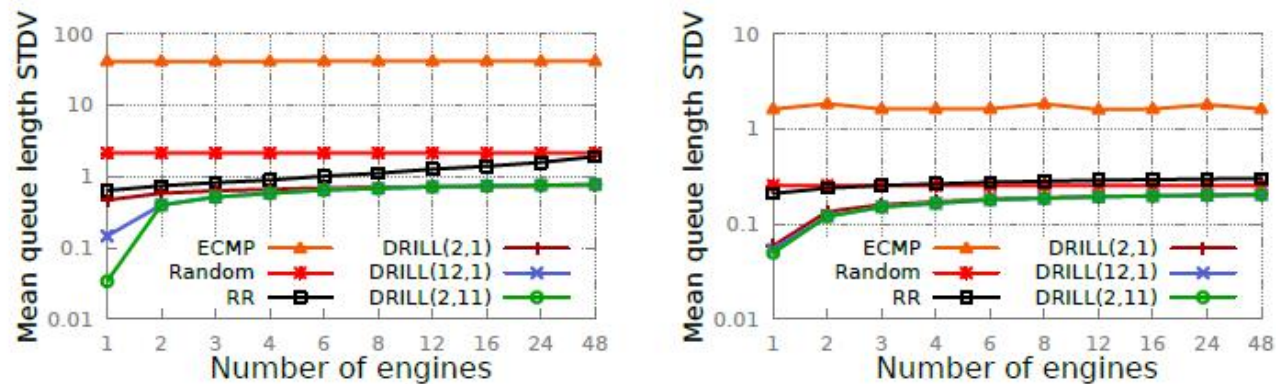 Mean queue length STDV
100
10
1
0.1
0.01
ECMP
Random
RR
DRILL(2,1)
DRILL(12,1)
DRILL(2,11)
1 2 3 4 6 8 12 16 24 48
Number of engines
Mean queue length STDV
10
1
0.1
0.01
ECMP
Random
RR
DRILL(2,1)
DRILL(12,1)
DRILL(2,11)
1 2 3 4 6 8 12 16 24 48
Number of engines